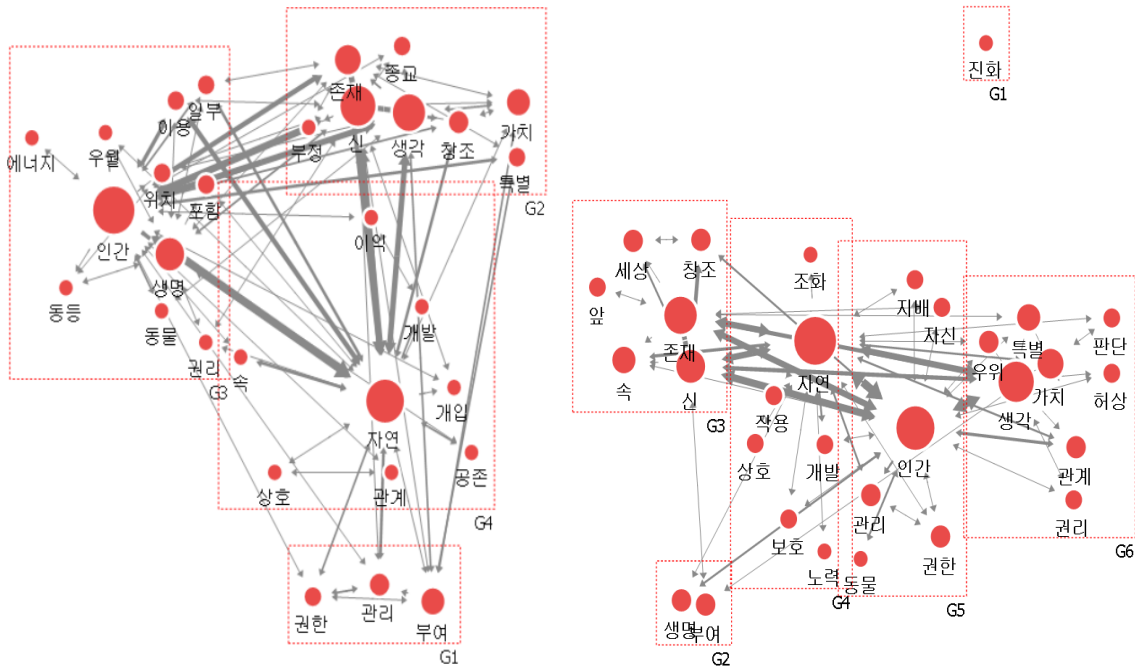 종교
존재
일부
이용
신
생각
창조
가치
부정
에너지
우월
특별
위치
포함
G2
인간
이익
생명
동등
동물
개발
권리
G3
속
개입
자연
공존
상호
관계
G4
권한
관리
부여
G1
진화
G1
세상
창조
조화
앞
지배
자신
존재
특별
판단
우위
속
신
자연
가치
허상
생각
작용
G3
상호
개발
인간
관계
관리
권리
보호
권한
G6
노력
동물
G4
G5
생명
부여
G2